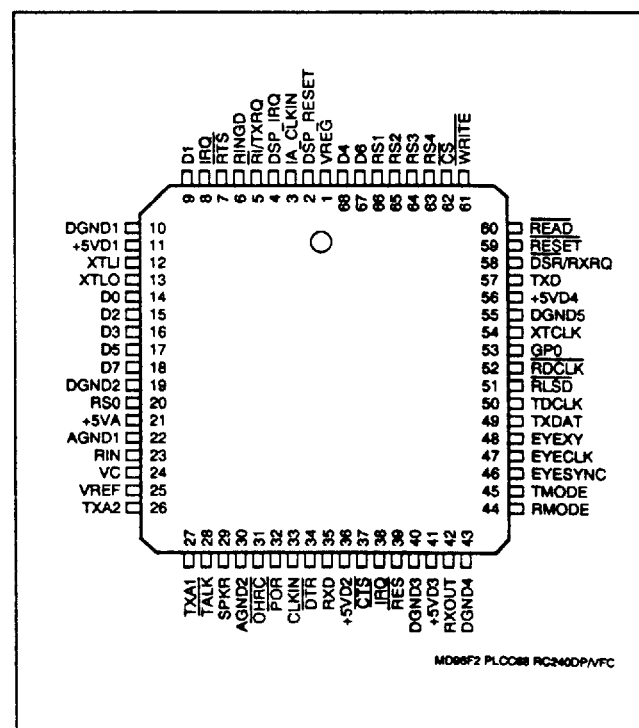 D1
IRQ
RTS
RINGD
RI/TXRQ
DSP_IRQ
IA_CLKIN
DSP_RESET
VREG
D4
D6
RS1
RS2
RS3
RS4
CS
WRITE
9 8 7 6 5 4 3 2 1 68 67 66 65 64 63 62 61
DGND1 10
+5VD1 11
XTLI 12
XTLO 13
D0 14
D2 15
D3 16
D5 17
D7 18
DGND2 19
RS0 20
+5VA 21
AGND1 22
RIN 23
VC 24
VREF 25
TXA2 26
60 READ
59 RESET
58 DSR/RXRQ
57 TXD
56 +5VD4
55 DGND5
54 XTCLK
53 GP0
52 RDCLK
51 RLSD
50 TDCLK
49 TXDAT
48 EYEXY
47 EYECLK
46 EYESYNC
45 TMODE
44 RMODE
27 28 29 30 31 32 33 34 35 36 37 38 39 40 41 42 43
TXA1
TALK
SPKR
AGND2
OHRC
POR
CLKIN
DTR
RXD
+5VD2
CTS
IRQ
RES
DGND3
+5VD3
RXOUT
DGND4
MD96F2 PLCC68 RC240DP/VFC